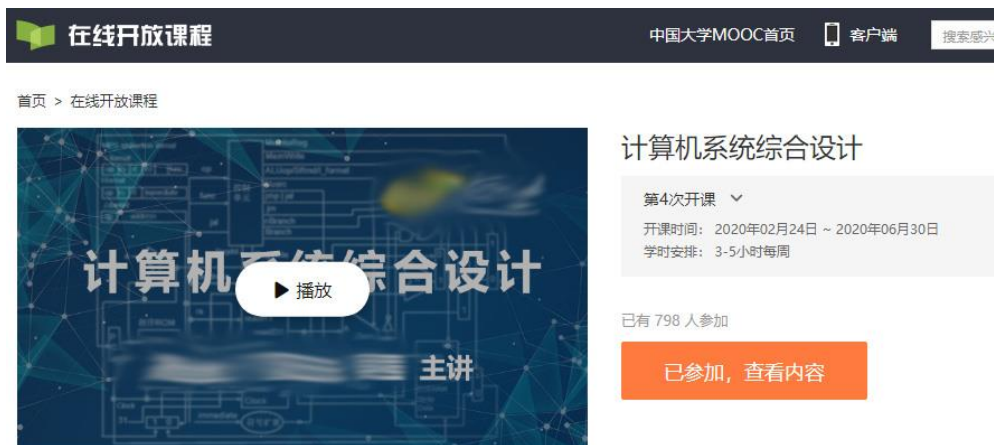 在线开放课程
中国大学MOOC首页
客户端
搜索感兴
首页 > 在线开放课程
计算机系统综合设计
播放
主讲
计算机系统综合设计
第4次开课
开课时间： 2020年02月24日 ~ 2020年06月30日
学时安排： 3-5小时每周
已有 798 人参加
已参加，查看内容